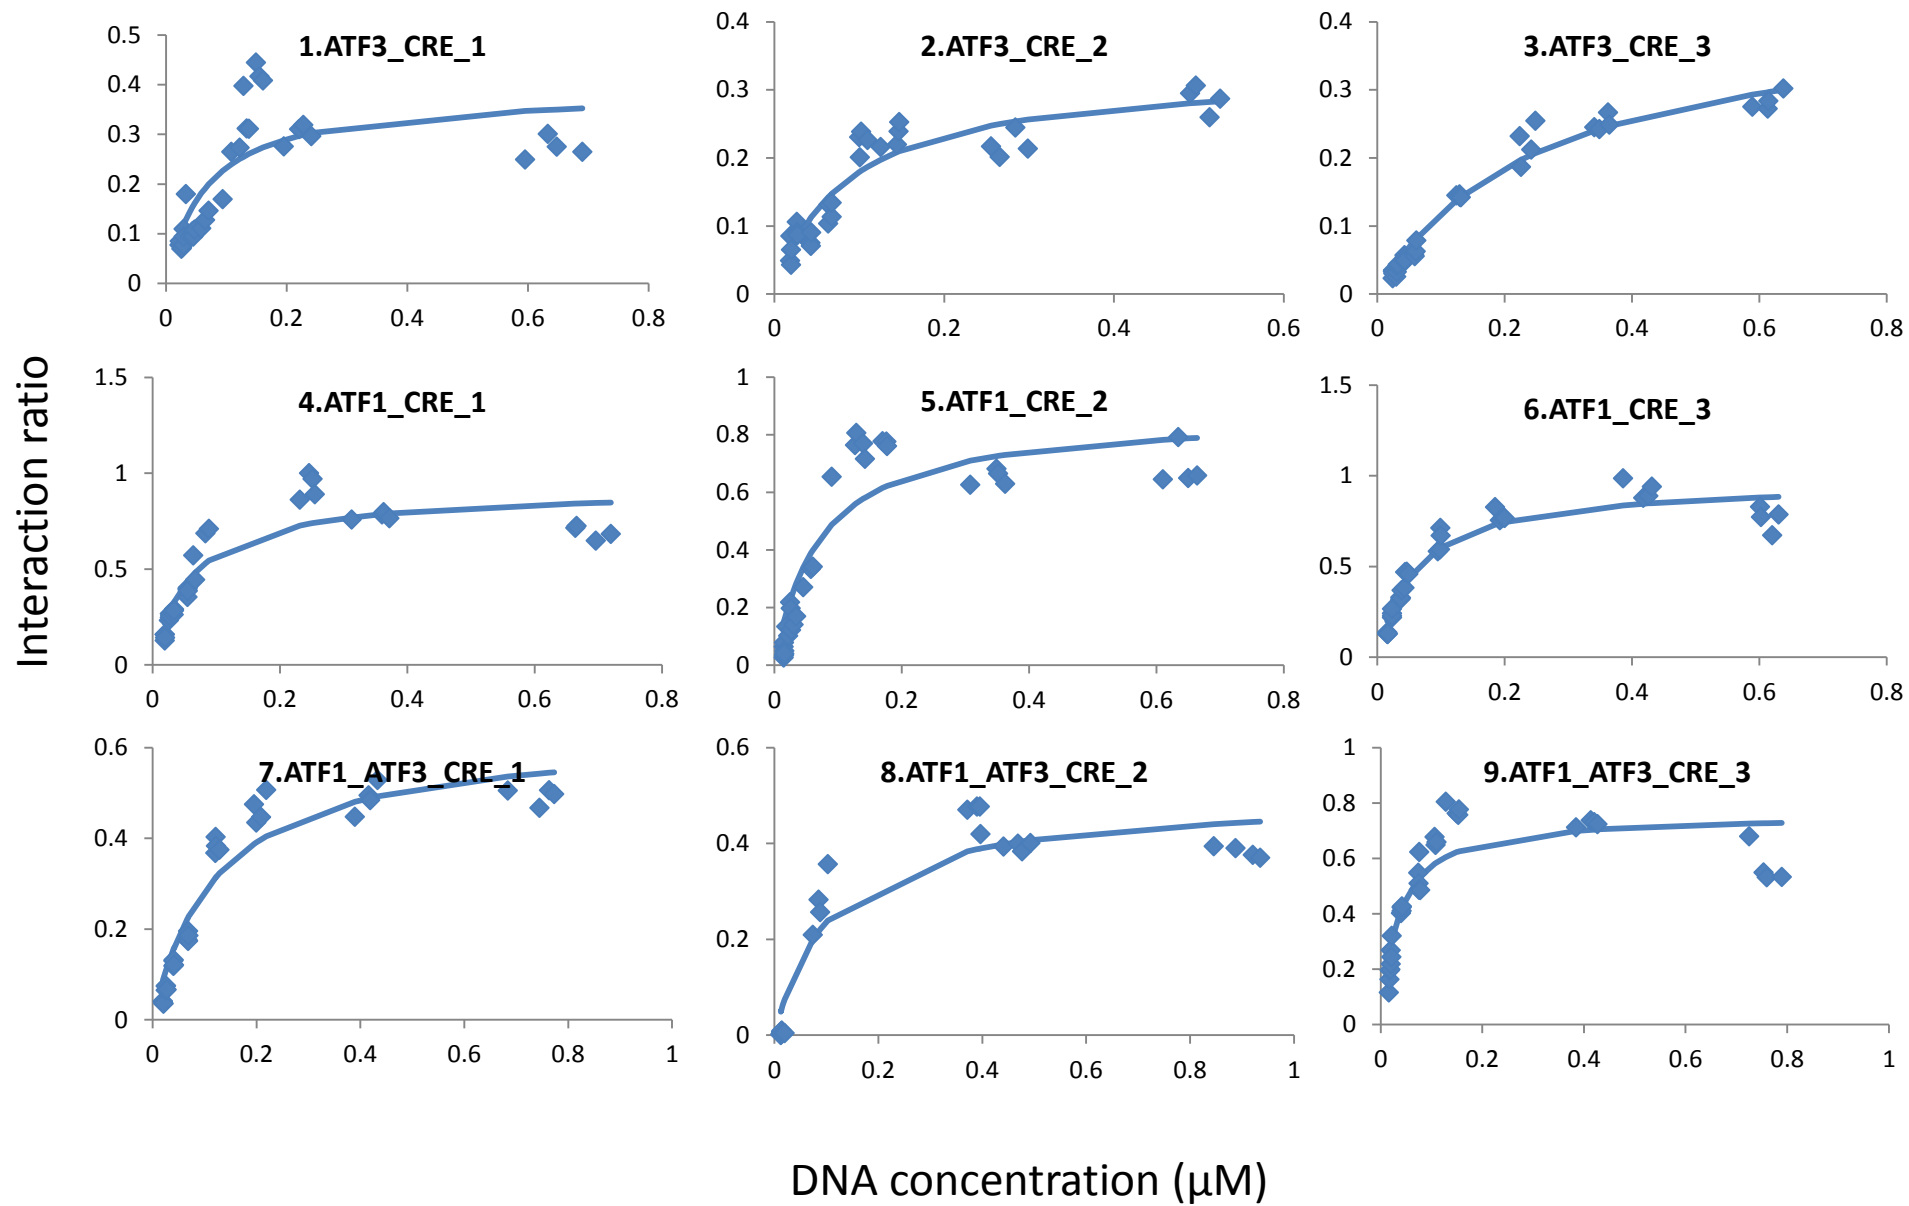 1.ATF3_CRE_1
0.5
0.4
0.3
0.2
0.1
0
0 0.2 0.4 0.6 0.8
2.ATF3_CRE_2
0.4
0.3
0.2
0.1
0
0 0.2 0.4 0.6
3.ATF3_CRE_3
0.4
0.3
0.2
0.1
0
0 0.2 0.4 0.6 0.8
Interaction ratio
4.ATF1_CRE_1
1.5
1
0.5
0
0 0.2 0.4 0.6 0.8
5.ATF1_CRE_2
1
0.8
0.6
0.4
0.2
0
0 0.2 0.4 0.6 0.8
6.ATF1_CRE_3
1.5
1
0.5
0
0 0.2 0.4 0.6 0.8
7.ATF1_ATF3_CRE_1
0.6
0.4
0.2
0
0 0.2 0.4 0.6 0.8 1
8.ATF1_ATF3_CRE_2
0.6
0.4
0.2
0
0 0.2 0.4 0.6 0.8 1
9.ATF1_ATF3_CRE_3
1
0.8
0.6
0.4
0.2
0
0 0.2 0.4 0.6 0.8 1
DNA concentration (μM)